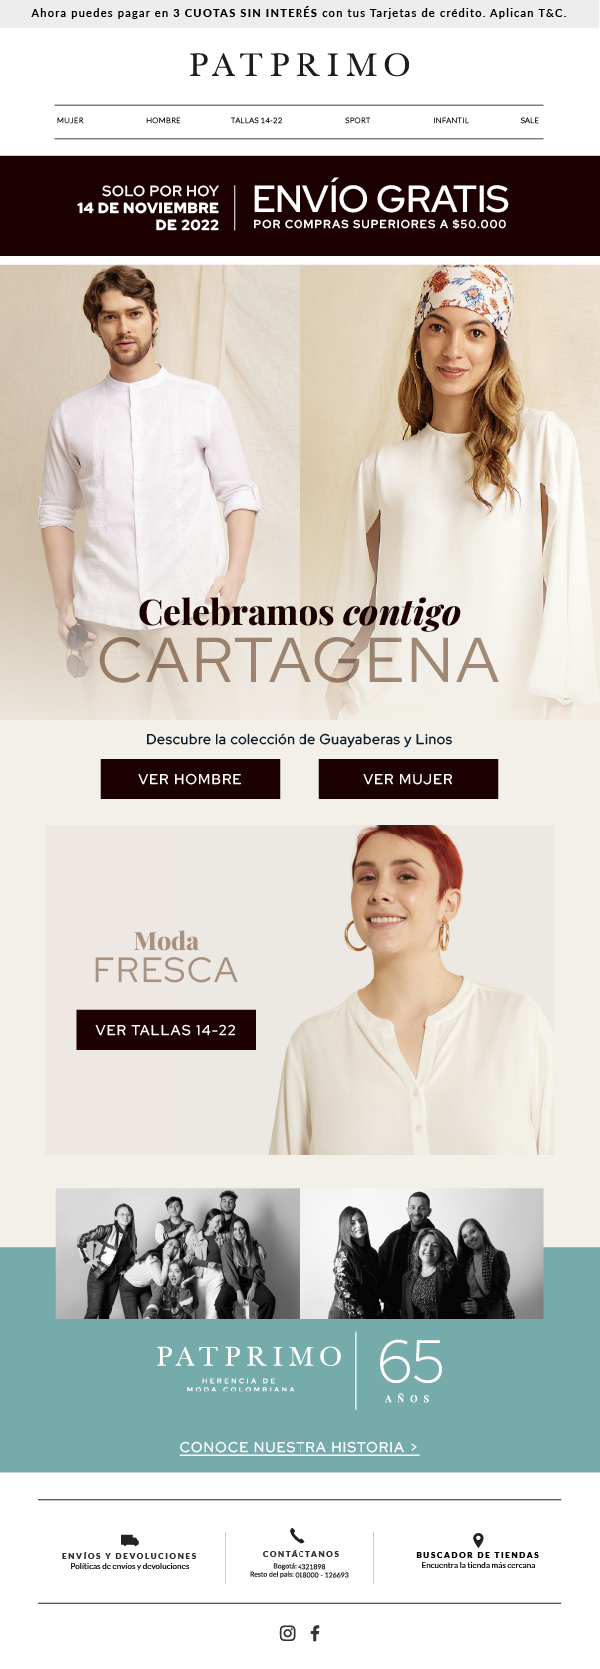 Ahora puedes pagar en 3 CUOTAS SIN INTERÉS con tus Tarjetas de crédito. Aplican T&C.
PATPRIMO
MUJER HOMBRE TALLAS 14-22 SPORT INFANTIL SALE
SOLO POR HOY
14 DE NOVIEMBRE
DE 2022
ENVÍO GRATIS
POR COMPRAS SUPERIORES A $50.000
Celebramos contigo
CARTAGENA
Descubre la colección de Guayaberas y Linos
VER HOMBRE VER MUJER
Moda
FRESCA
VER TALLAS 14-22
PATPRIMO
HERENCIA DE
MODA COLOMBIANA
65
AÑOS
CONOCE NUESTRA HISTORIA >
ENVÍOS Y DEVOLUCIONES
Políticas de envíos y devoluciones
CONTÁCTANOS
Bogotá: 4321898
Resto del país: 018000 - 126693
BUSCADOR DE TIENDAS
Encuentra la tienda más cercana